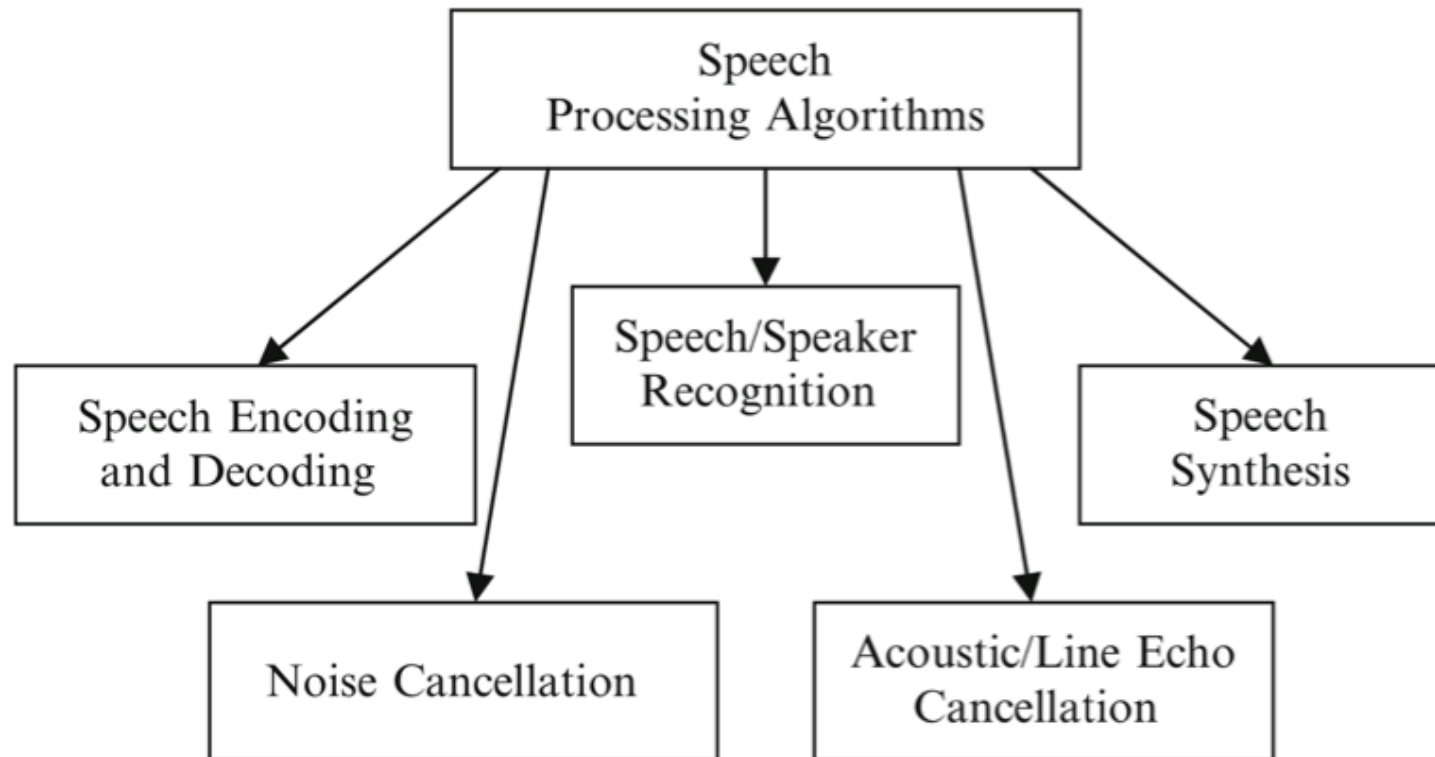 Speech
Processing Algorithms
Speech/Speaker
Recognition
Speech Encoding
and Decoding
Speech
Synthesis
Noise Cancellation
Acoustic/Line Echo
Cancellation